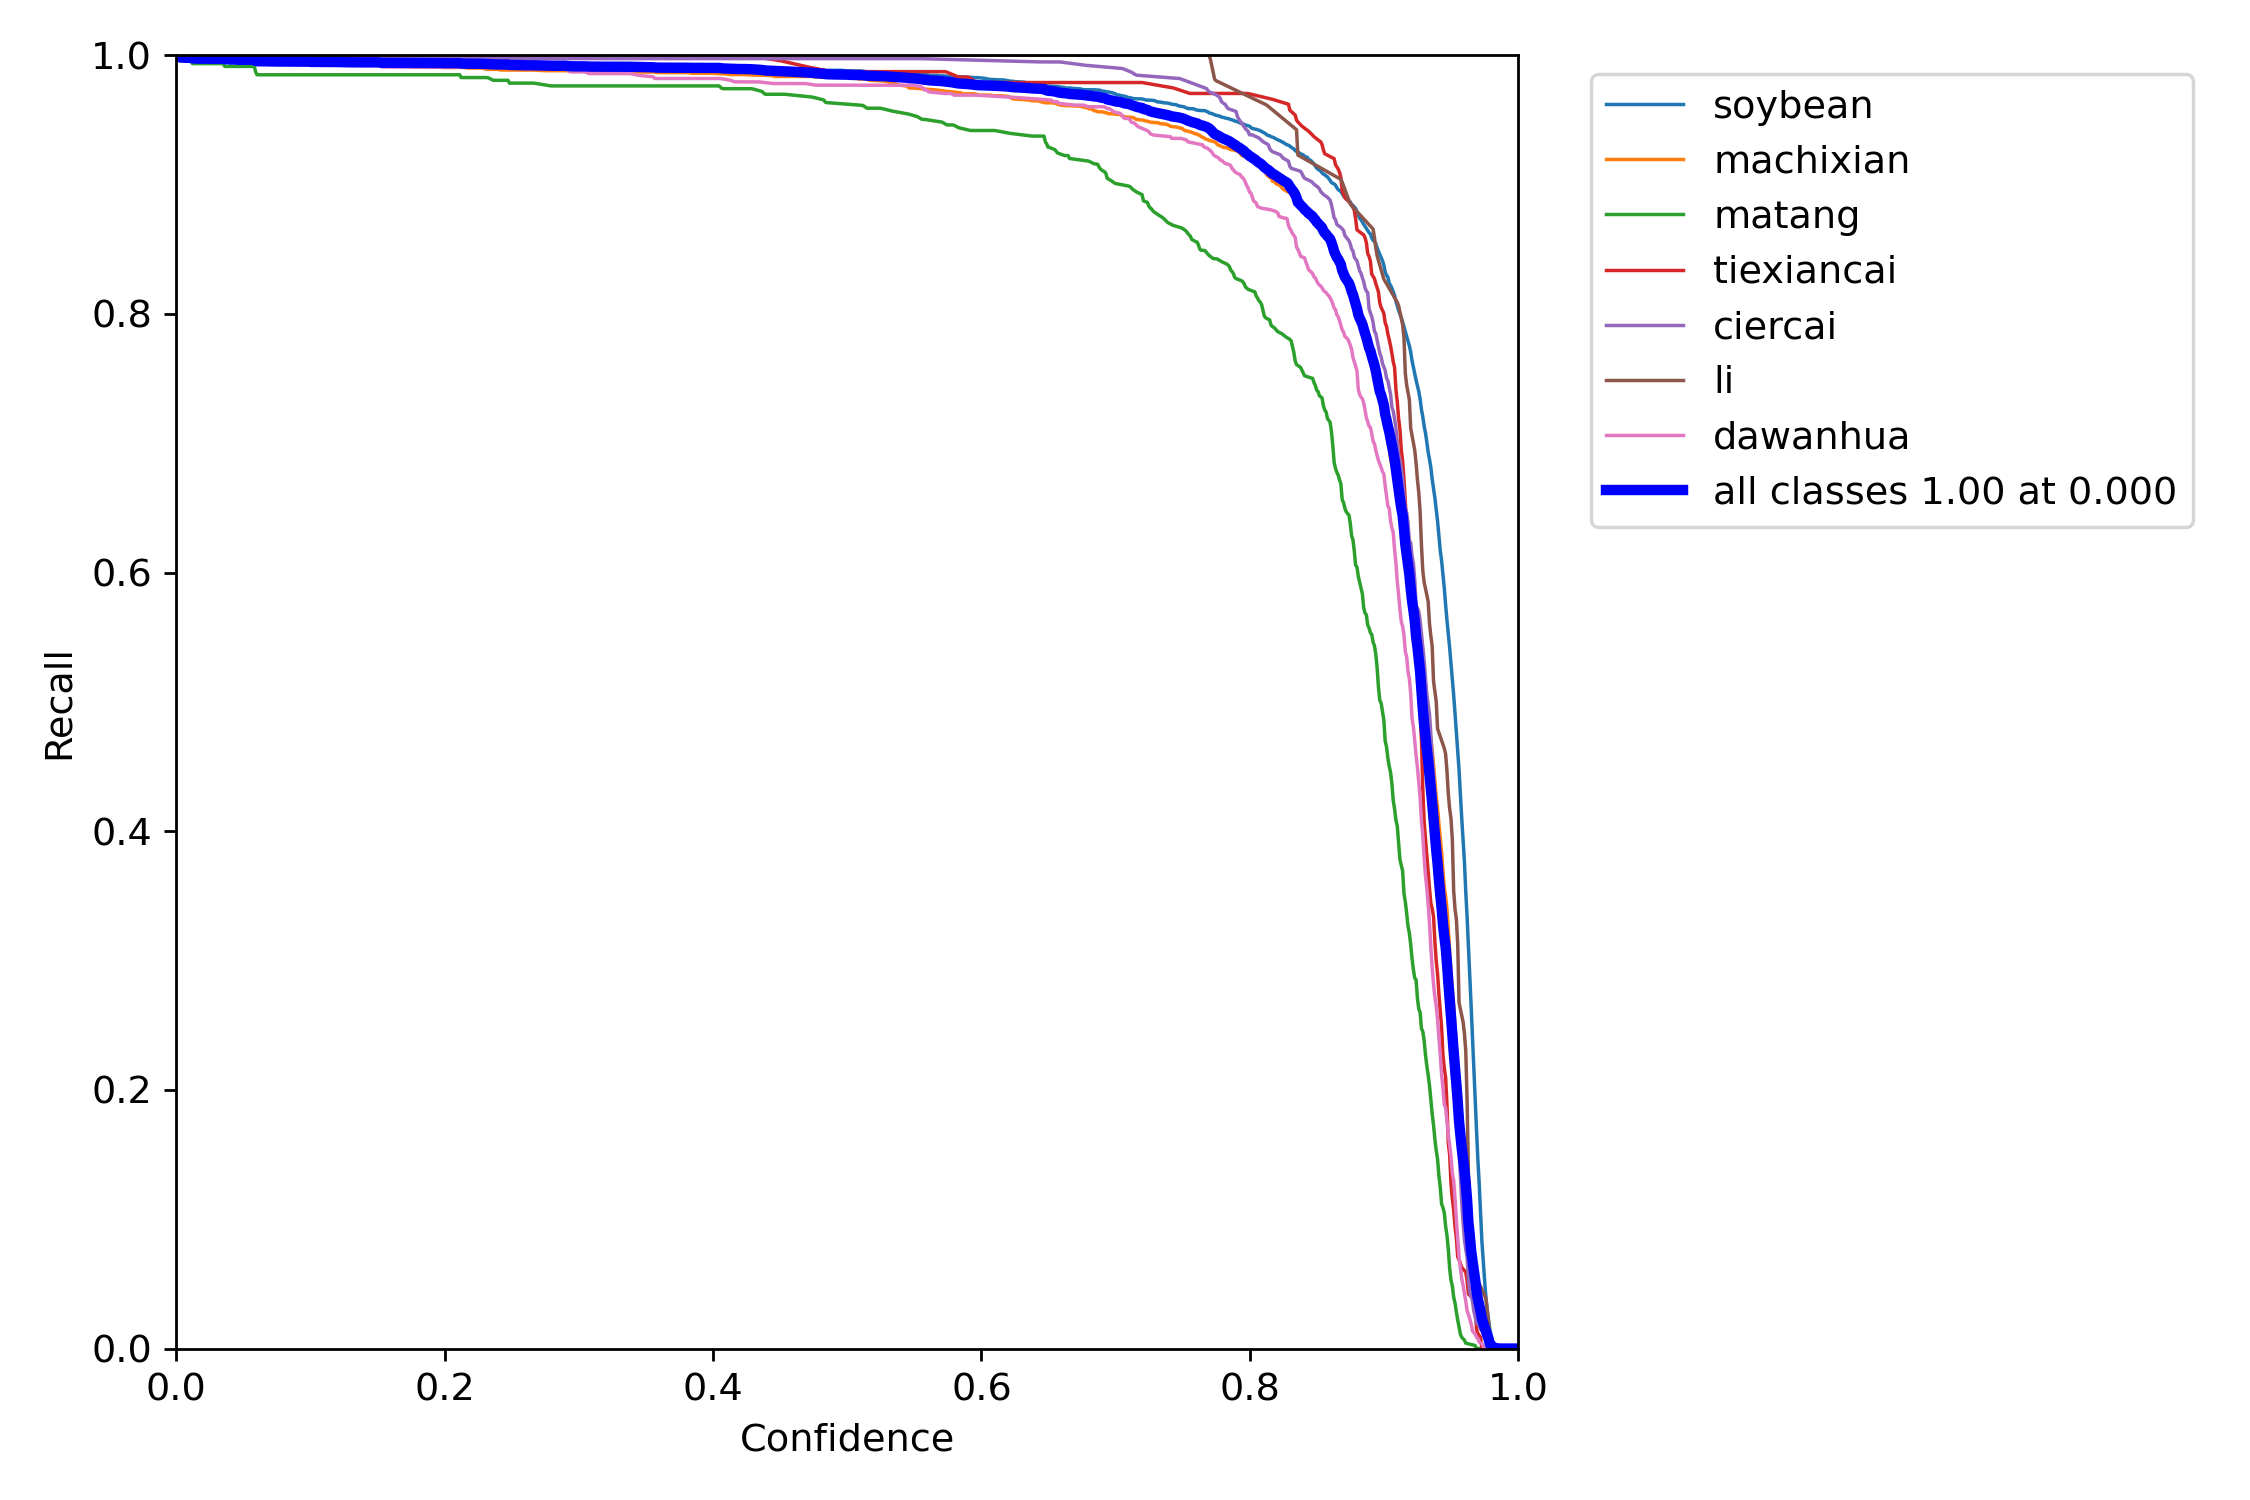 1.0
0.8
0.6
0.4
0.2
0.0
Recall
0.0 0.2 0.4 0.6 0.8 1.0
Confidence
soybean
machixian
matang
tiexiancai
ciercai
li
dawanhua
all classes 1.00 at 0.000